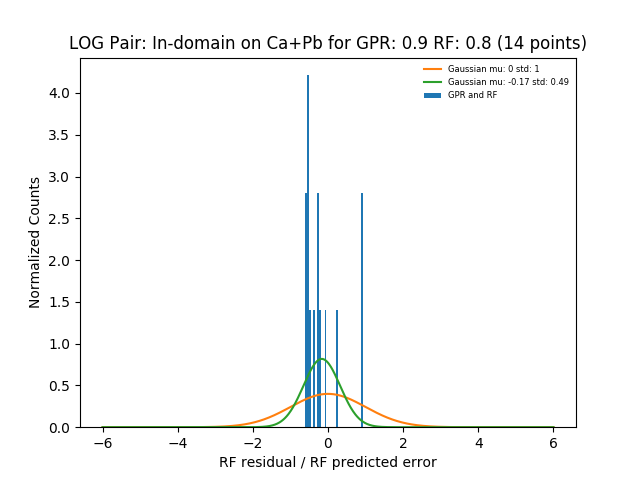 LOG Pair: In-domain on Ca+Pb for GPR: 0.9 RF: 0.8 (14 points)
Gaussian mu: 0 std: 1
Gaussian mu: -0.17 std: 0.49
GPR and RF
Normalized Counts
4.0
3.5
3.0
2.5
2.0
1.5
1.0
0.5
0.0
−6 −4 −2 0 2 4 6
RF residual / RF predicted error